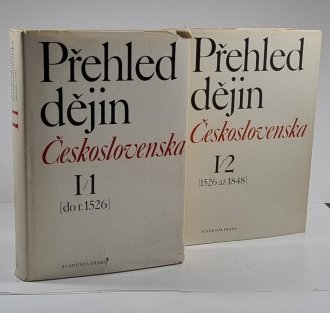 Přehled
dějin
Československa
I/1
[do r. 1526]
ACADEMIA PRAHA
Přehled
dějin
Československa
I/2
[1526 až 1848]
ACADEMIA PRAHA